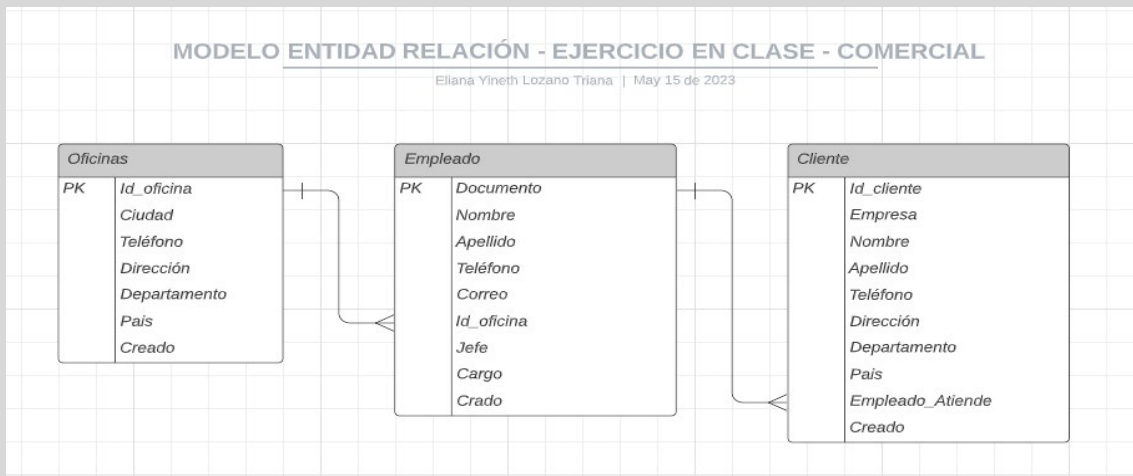 MODELO ENTIDAD RELACIÓN - EJERCICIO EN CLASE - COMERCIAL
Eliana Yineth Lozano Triana | May 15 de 2023
Oficinas
PK Id_oficina
Ciudad
Teléfono
Dirección
Departamento
Pais
Creado
Empleado
PK Documento
Nombre
Apellido
Teléfono
Correo
Id_oficina
Jefe
Cargo
Crado
Cliente
PK Id_cliente
Empresa
Nombre
Apellido
Teléfono
Dirección
Departamento
Pais
Empleado_Atiende
Creado